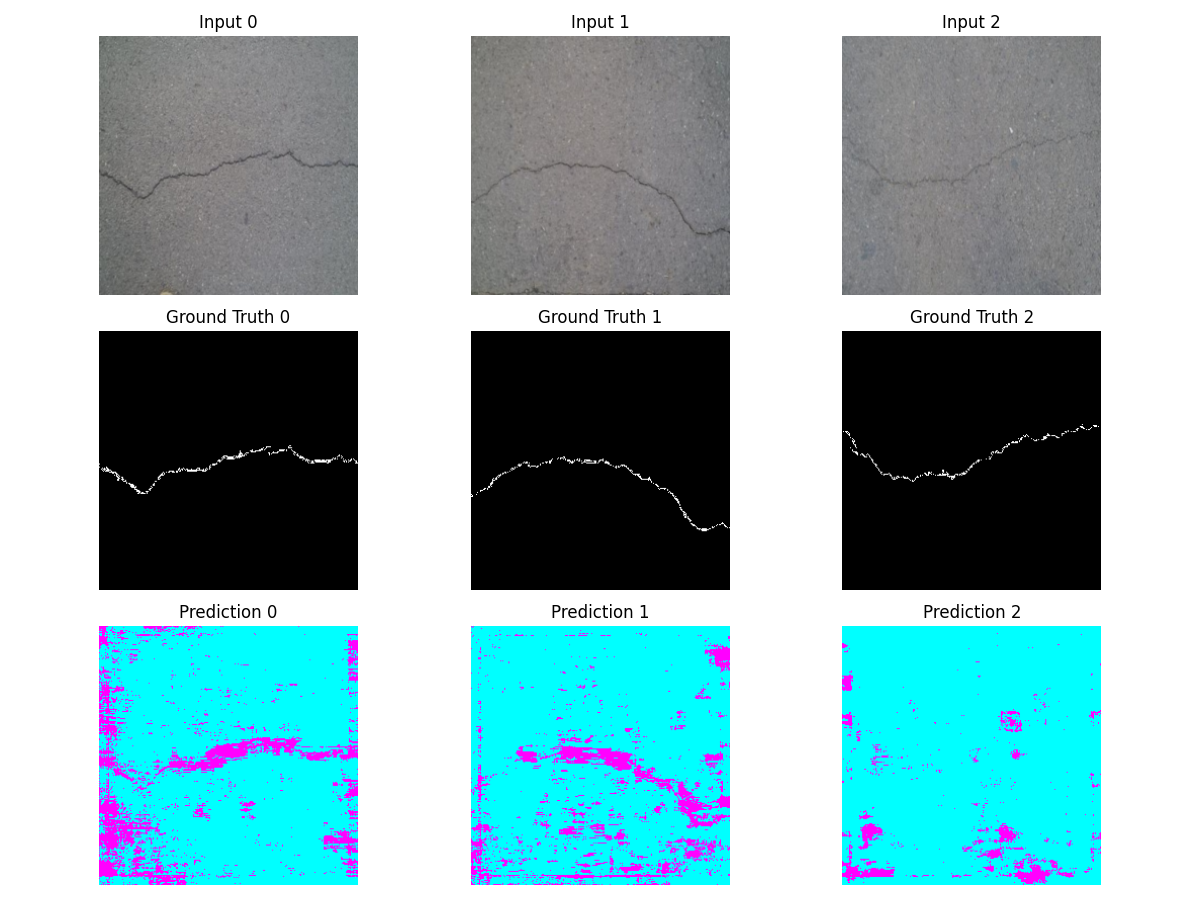 Input 0
Input 1
Input 2
Ground Truth 0
Ground Truth 1
Ground Truth 2
Prediction 0
Prediction 1
Prediction 2